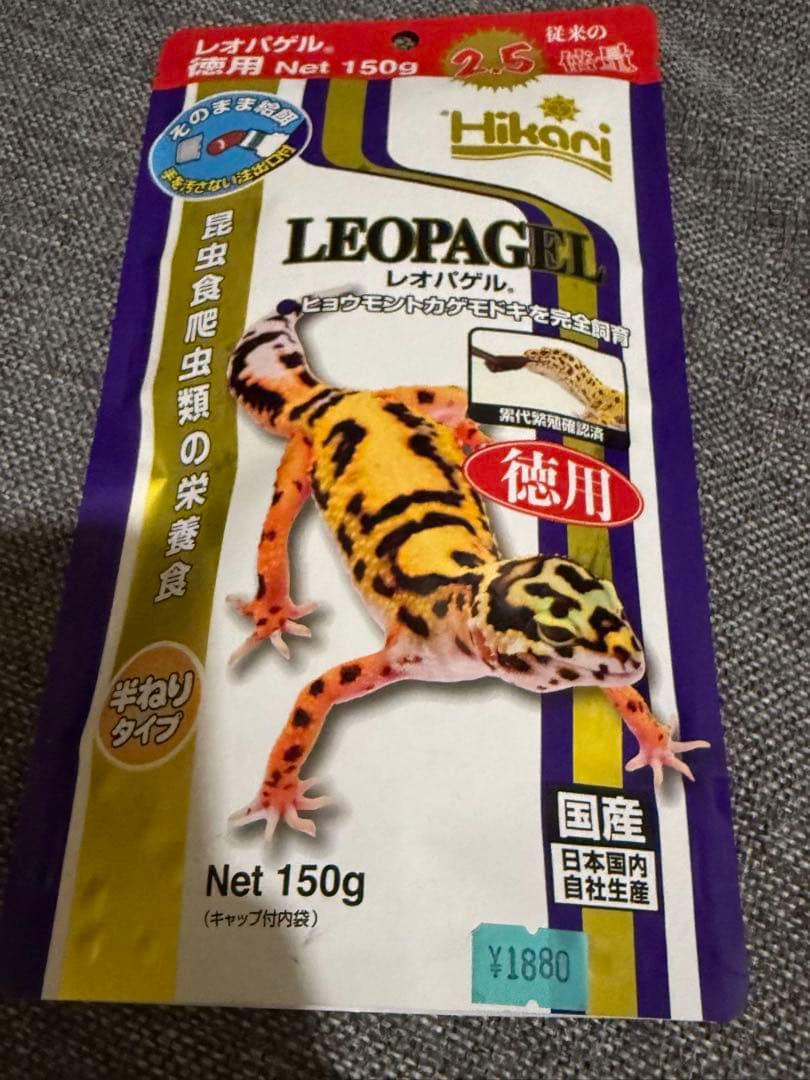 レオパゲル®
徳用 Net 150g
2.5
従来の
そのまま給餌
手を汚さない注出口付
Hikari
LEOPAGEL
レオパゲル®
ヒョウモントカゲモドキを完全飼育
累代繁殖確認済
徳用
昆虫食爬虫類の栄養食
半ねり
タイプ
国産
日本国内
自社生産
Net 150g
(キャップ付内袋)
¥1880